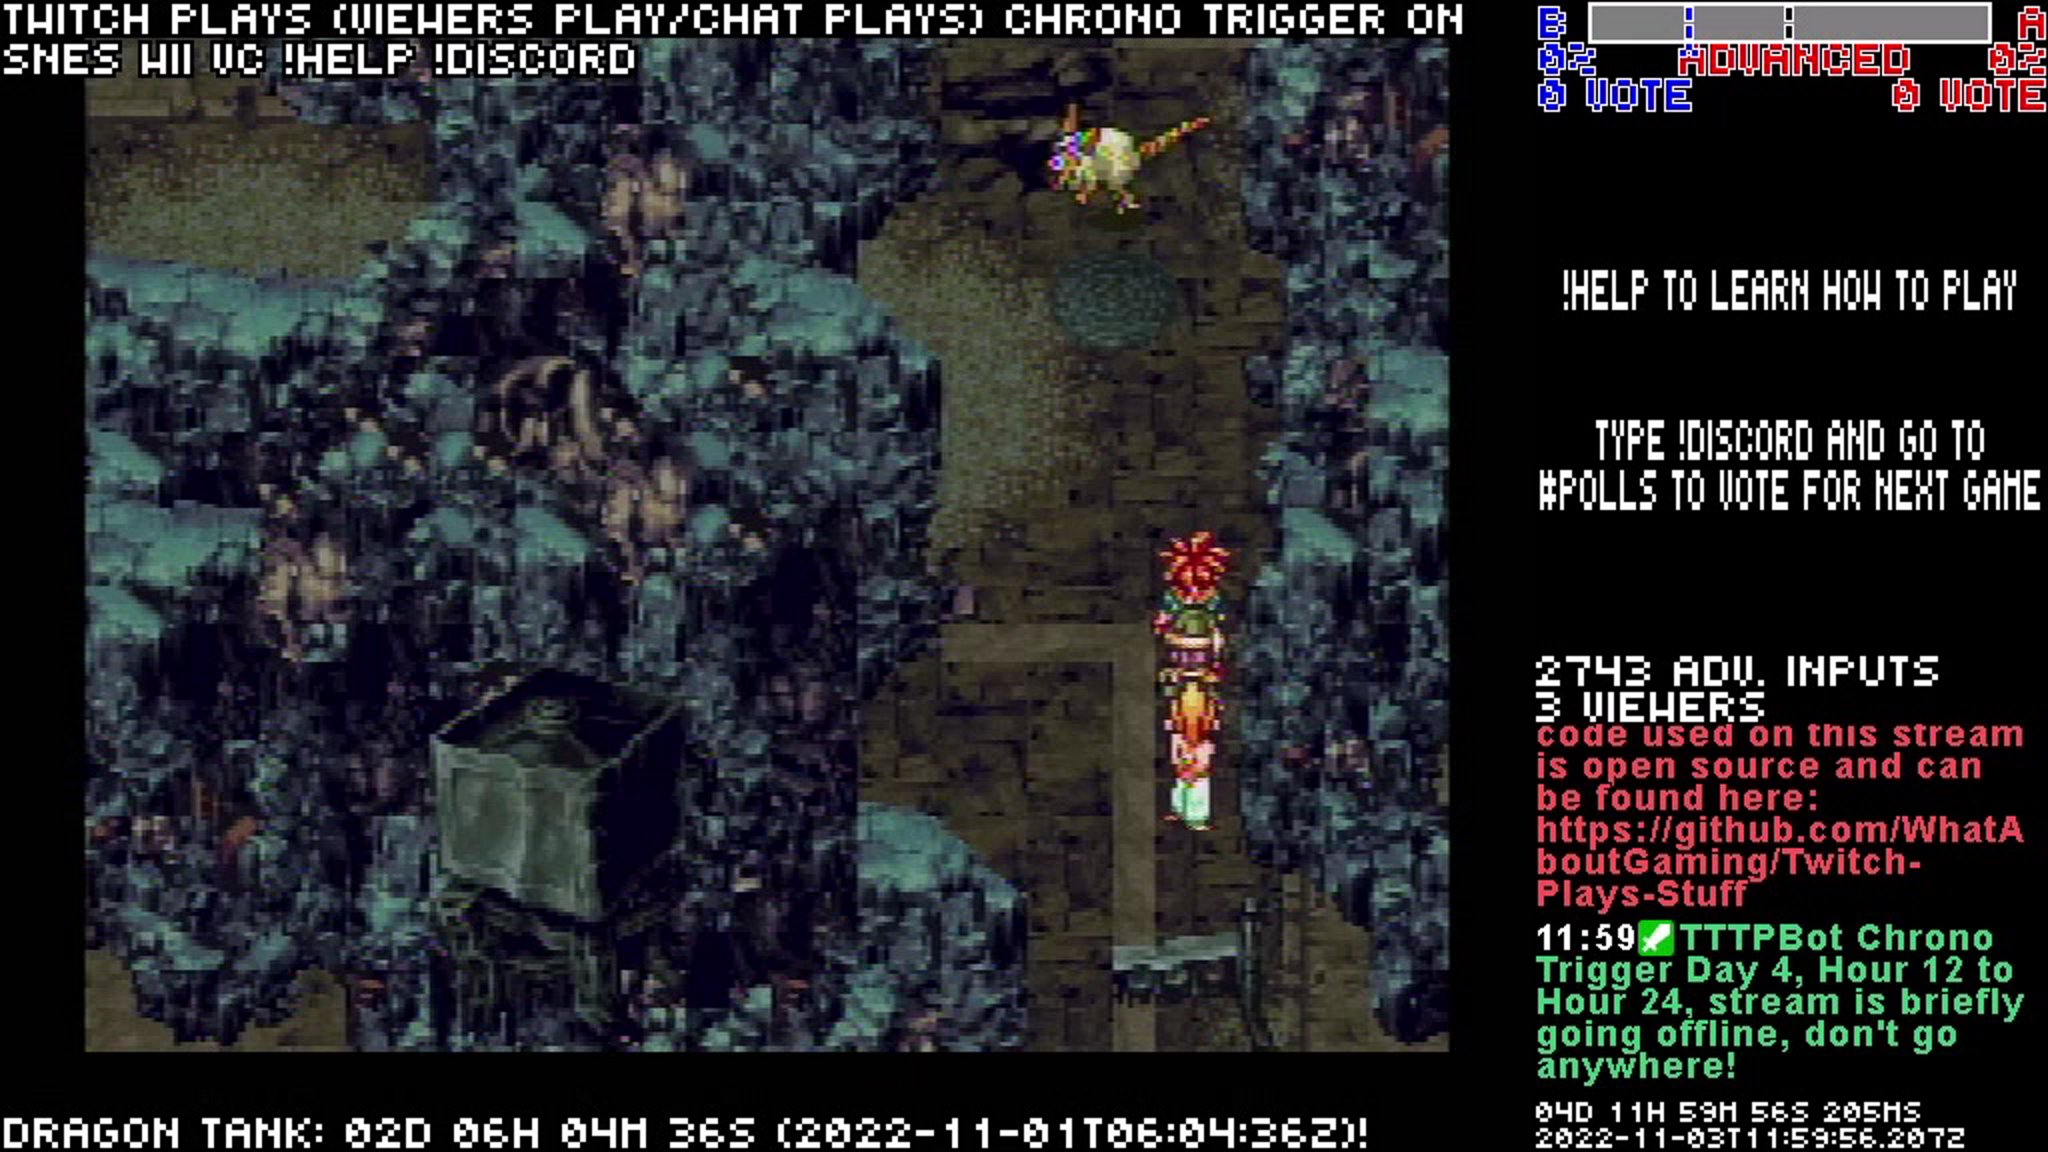 TWITCH PLAYS (VIEWERS PLAY/CHAT PLAYS) CHRONO TRIGGER ON
SNES WII VC !HELP !DISCORD
B A
0% ADVANCED 0%
0 VOTE 0 VOTE
!HELP TO LEARN HOW TO PLAY
TYPE !DISCORD AND GO TO
#POLLS TO VOTE FOR NEXT GAME
2743 ADV. INPUTS
3 VIEWERS
code used on this stream
is open source and can
be found here:
https://github.com/WhatA
boutGaming/Twitch-
Plays-Stuff
11:59 TTTPBot Chrono
Trigger Day 4, Hour 12 to
Hour 24, stream is briefly
going offline, don't go
anywhere!
04D 11H 59M 56S 205MS
2022-11-03T11:59:56.207Z
DRAGON TANK: 02D 06H 04M 36S (2022-11-01T06:04:36Z)!